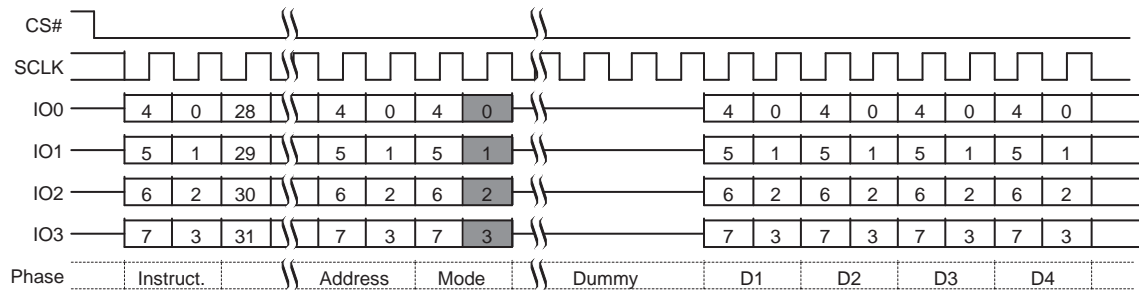 CS#
SCLK
IO0 4 0 28 4 0 4 0 4 0 4 0 4 0 4 0
IO1 5 1 29 5 1 5 1 5 1 5 1 5 1 5 1
IO2 6 2 30 6 2 6 2 6 2 6 2 6 2 6 2
IO3 7 3 31 7 3 7 3 7 3 7 3 7 3 7 3
Phase Instruct. Address Mode Dummy D1 D2 D3 D4